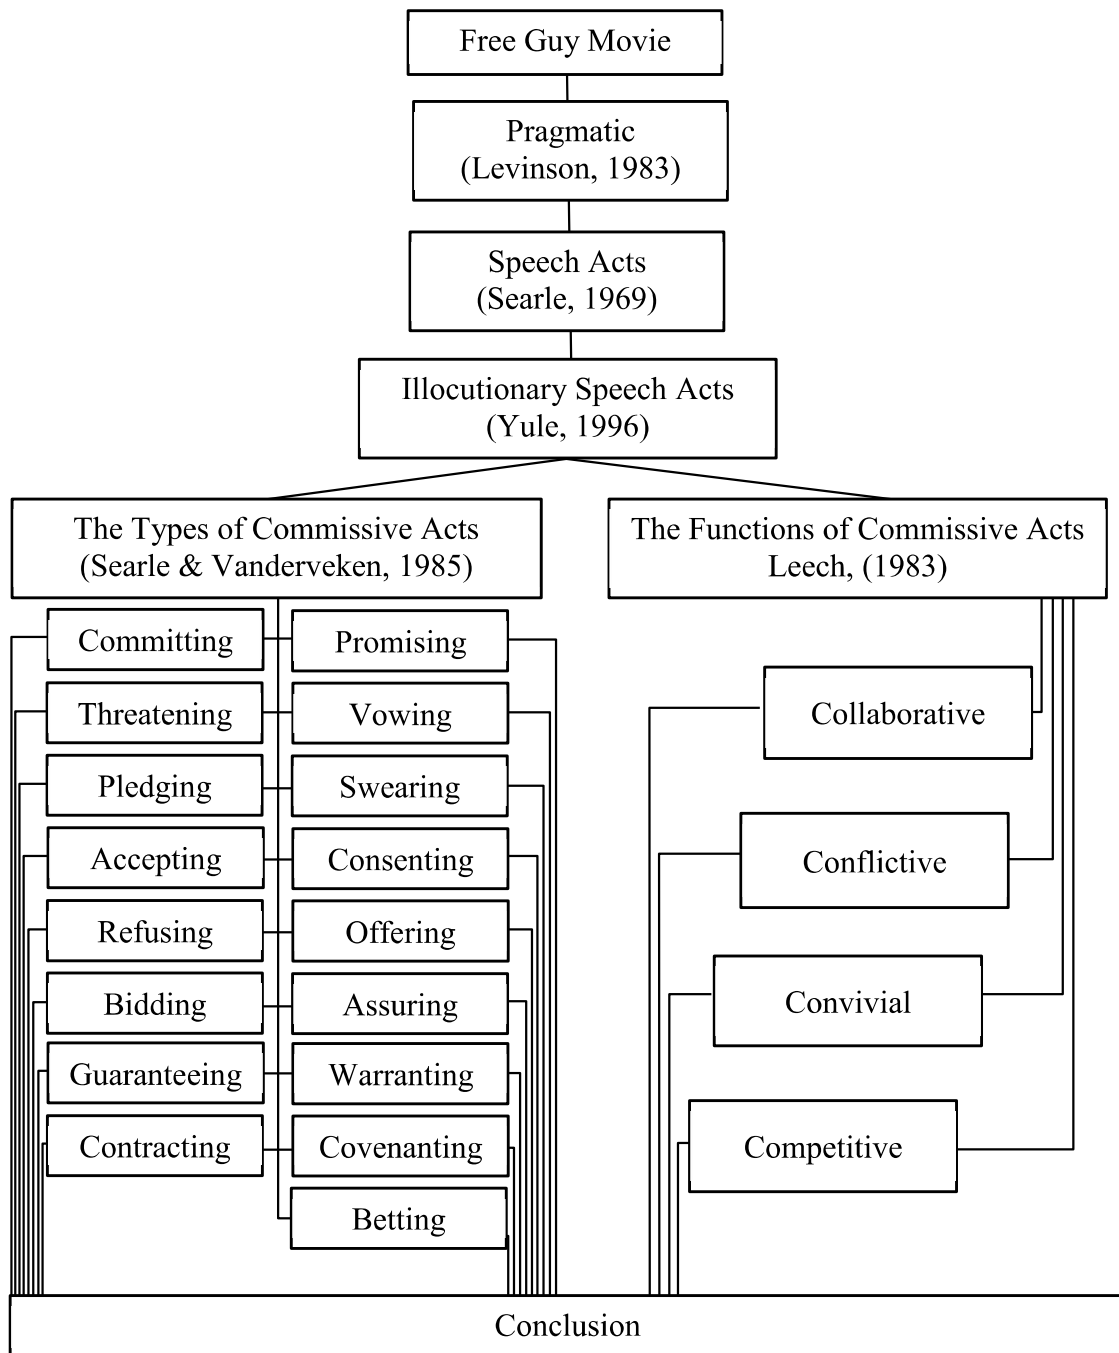 Free Guy Movie
Pragmatic
(Levinson, 1983)
Speech Acts
(Searle, 1969)
Illocutionary Speech Acts
(Yule, 1996)
The Types of Commissive Acts
(Searle & Vanderveken, 1985)
The Functions of Commissive Acts
Leech, (1983)
Committing
Promising
Threatening
Vowing
Pledging
Swearing
Accepting
Consenting
Refusing
Offering
Bidding
Assuring
Guaranteeing
Warranting
Contracting
Covenanting
Betting
Collaborative
Conflictive
Convivial
Competitive
Conclusion